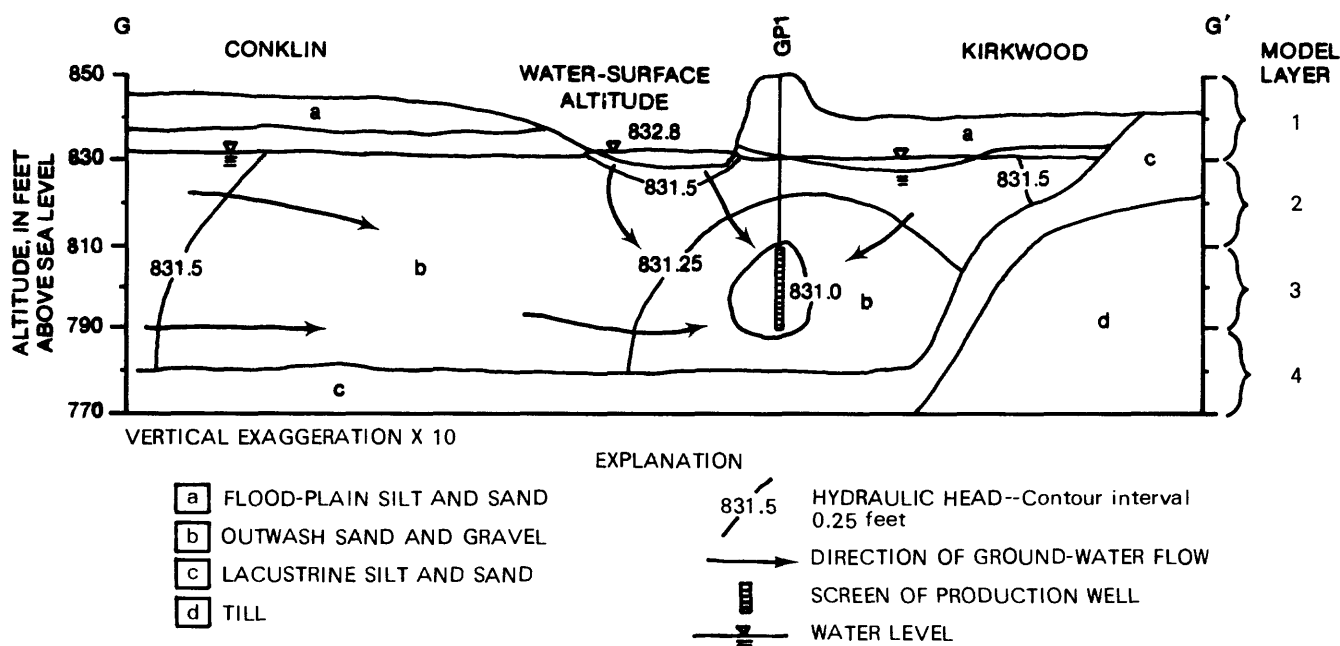 G
G'
CONKLIN
GP1
KIRKWOOD
MODEL
LAYER
WATER-SURFACE
ALTITUDE
832.8
ALTITUDE, IN FEET
ABOVE SEA LEVEL
850
830
810
790
770
a
a
c
831.5
831.5
831.5
b
831.25
831.0
b
d
c
1
2
3
4
VERTICAL EXAGGERATION X 10
EXPLANATION
a FLOOD-PLAIN SILT AND SAND
b OUTWASH SAND AND GRAVEL
c LACUSTRINE SILT AND SAND
d TILL
831.5 HYDRAULIC HEAD--Contour interval
0.25 feet
DIRECTION OF GROUND-WATER FLOW
SCREEN OF PRODUCTION WELL
WATER LEVEL